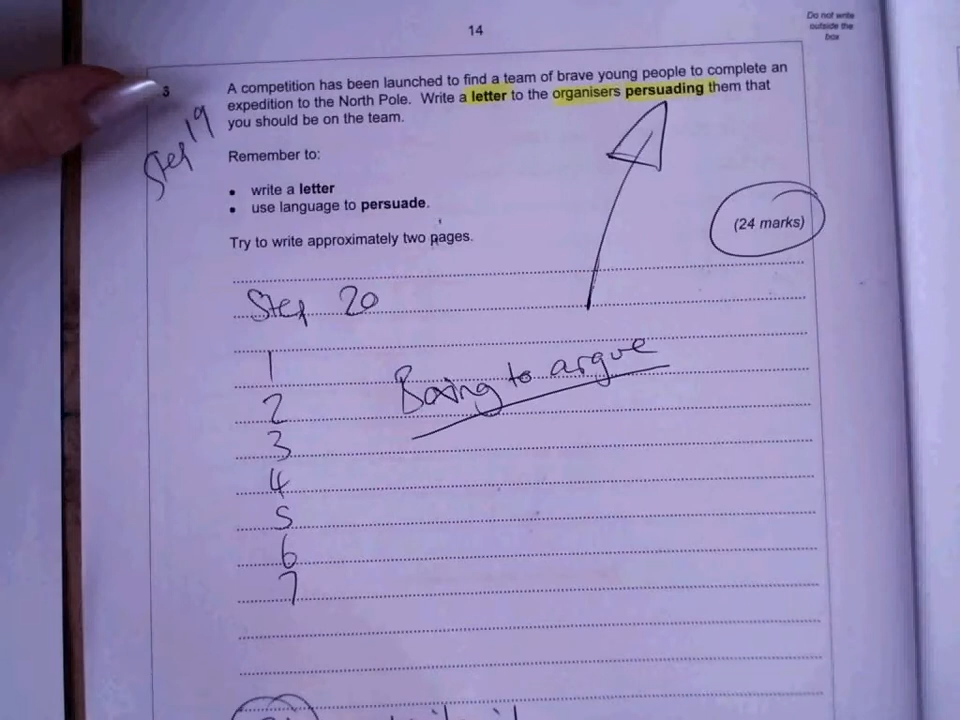 14
Do not write
outside the
box
3
A competition has been launched to find a team of brave young people to complete an
expedition to the North Pole. Write a letter to the organisers persuading them that
you should be on the team.
Step 19
Remember to:
• write a letter
• use language to persuade.
(24 marks)
Try to write approximately two pages.
Step 20
1
Boxing to argue
2
3
4
5
6
7